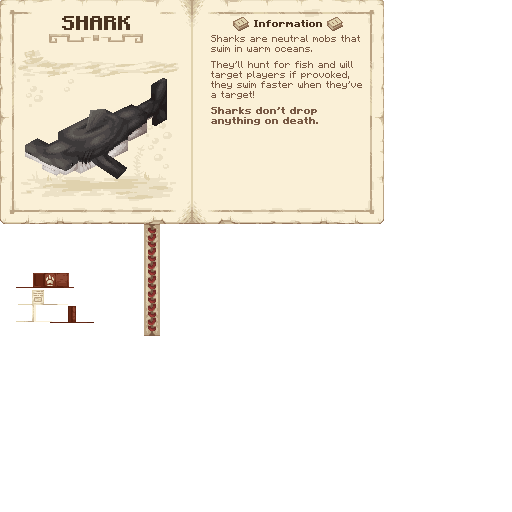 SHARK
Information
Sharks are neutral mobs that
swim in warm oceans.
They'll hunt for fish and will
target players if provoked,
they swim faster when they've
a target!
Sharks don't drop
anything on death.